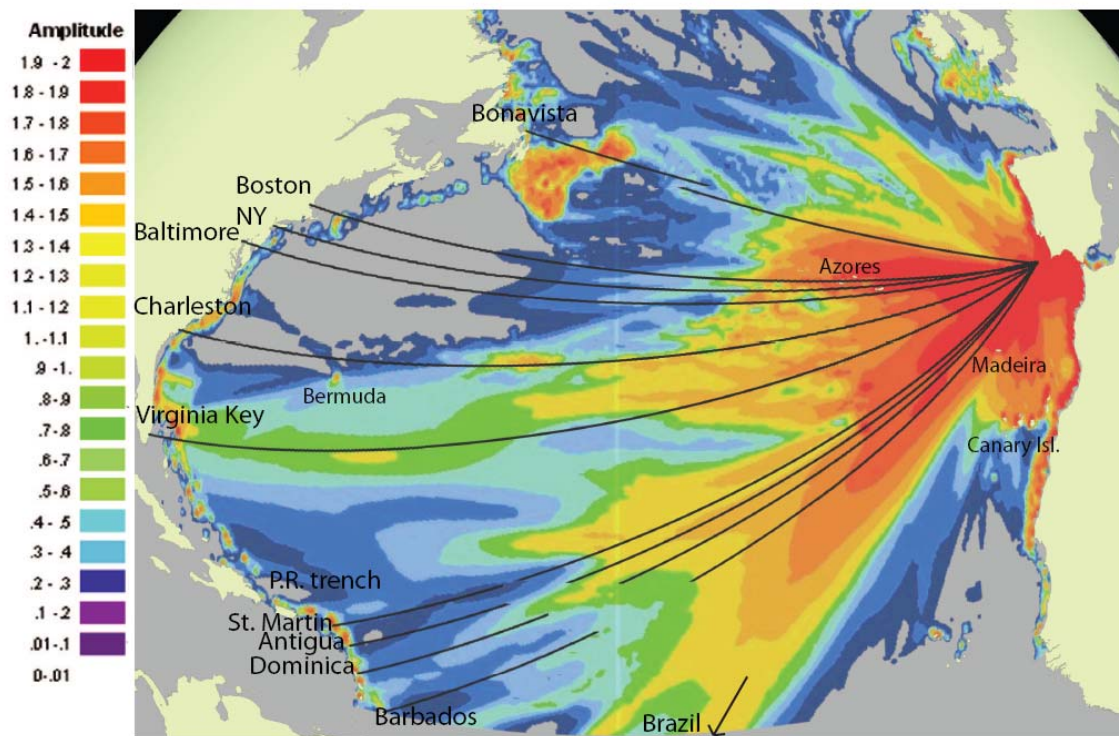 Amplitude
1.9 - 2
1.8 - 1.9
1.7 - 1.8
1.6 - 1.7
1.5 - 1.6
1.4 - 1.5
1.3 - 1.4
1.2 - 1.3
1.1 - 1.2
1. - 1.1
.9 - 1.
.8 - .9
.7 - .8
.6 - .7
.5 - .6
.4 - .5
.3 - .4
.2 - .3
.1 - .2
.01 - .1
0 - .01
Bonavista
Boston
NY
Baltimore
Azores
Charleston
Madeira
Bermuda
Virginia Key
Canary Isl.
P.R. trench
St. Martin
Antigua
Dominica
Barbados
Brazil